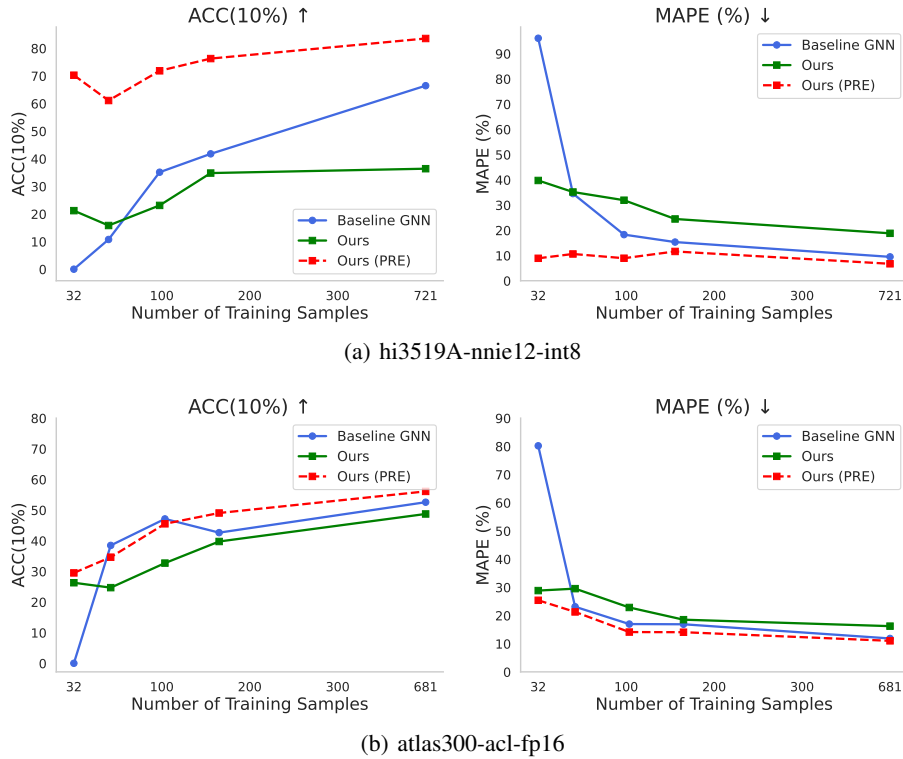 ACC(10%) ↑
ACC(10%)
80
70
60
50
40
30
20
10
0
Baseline GNN
Ours
Ours (PRE)
32 100 200 300 721
Number of Training Samples
MAPE (%) ↓
MAPE (%)
90
80
70
60
50
40
30
20
10
0
Baseline GNN
Ours
Ours (PRE)
32 100 200 300 721
Number of Training Samples
(a) hi3519A-nnie12-int8
ACC(10%) ↑
ACC(10%)
80
70
60
50
40
30
20
10
0
Baseline GNN
Ours
Ours (PRE)
32 100 200 300 681
Number of Training Samples
MAPE (%) ↓
MAPE (%)
90
80
70
60
50
40
30
20
10
0
Baseline GNN
Ours
Ours (PRE)
32 100 200 300 681
Number of Training Samples
(b) atlas300-acl-fp16